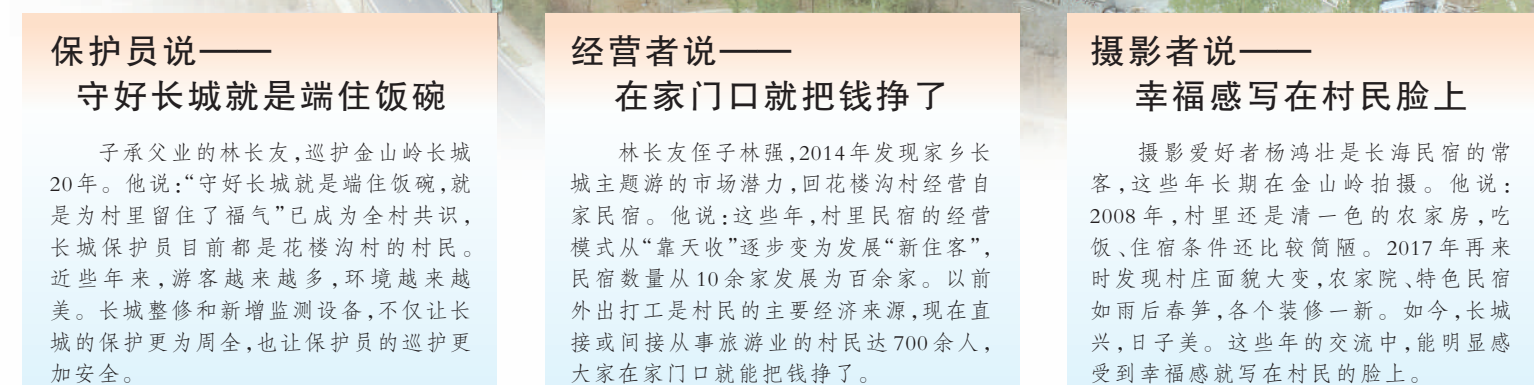 保护员说——
守好长城就是端住饭碗
子承父业的林长友,巡护金山岭长城
20年。他说:“守好长城就是端住饭碗,就
是为村里留住了福气”已成为全村共识,
长城保护员目前都是花楼沟村的村民。
近些年来,游客越来越多,环境越来越
美。长城整修和新增监测设备,不仅让长
城的保护更为周全,也让保护员的巡护更
加安全。
经营者说——
在家门口就把钱挣了
林长友侄子林强,2014年发现家乡长
城主题游的市场潜力,回花楼沟村经营自
家民宿。他说:这些年,村里民宿的经营
模式从“靠天收”逐步变为发展“新住客”,
民宿数量从10余家发展为百余家。以前
外出打工是村民的主要经济来源,现在直
接或间接从事旅游业的村民达700余人,
大家在家门口就能把钱挣了。
摄影者说——
幸福感写在村民脸上
摄影爱好者杨鸿壮是长海民宿的常
客,这些年长期在金山岭拍摄。他说:
2008年,村里还是清一色的农家房,吃
饭、住宿条件还比较简陋。2017年再来
时发现村庄面貌大变,农家院、特色民宿
如雨后春笋,各个装修一新。如今,长城
兴,日子美。这些年的交流中,能明显感
受到幸福感就写在村民的脸上。